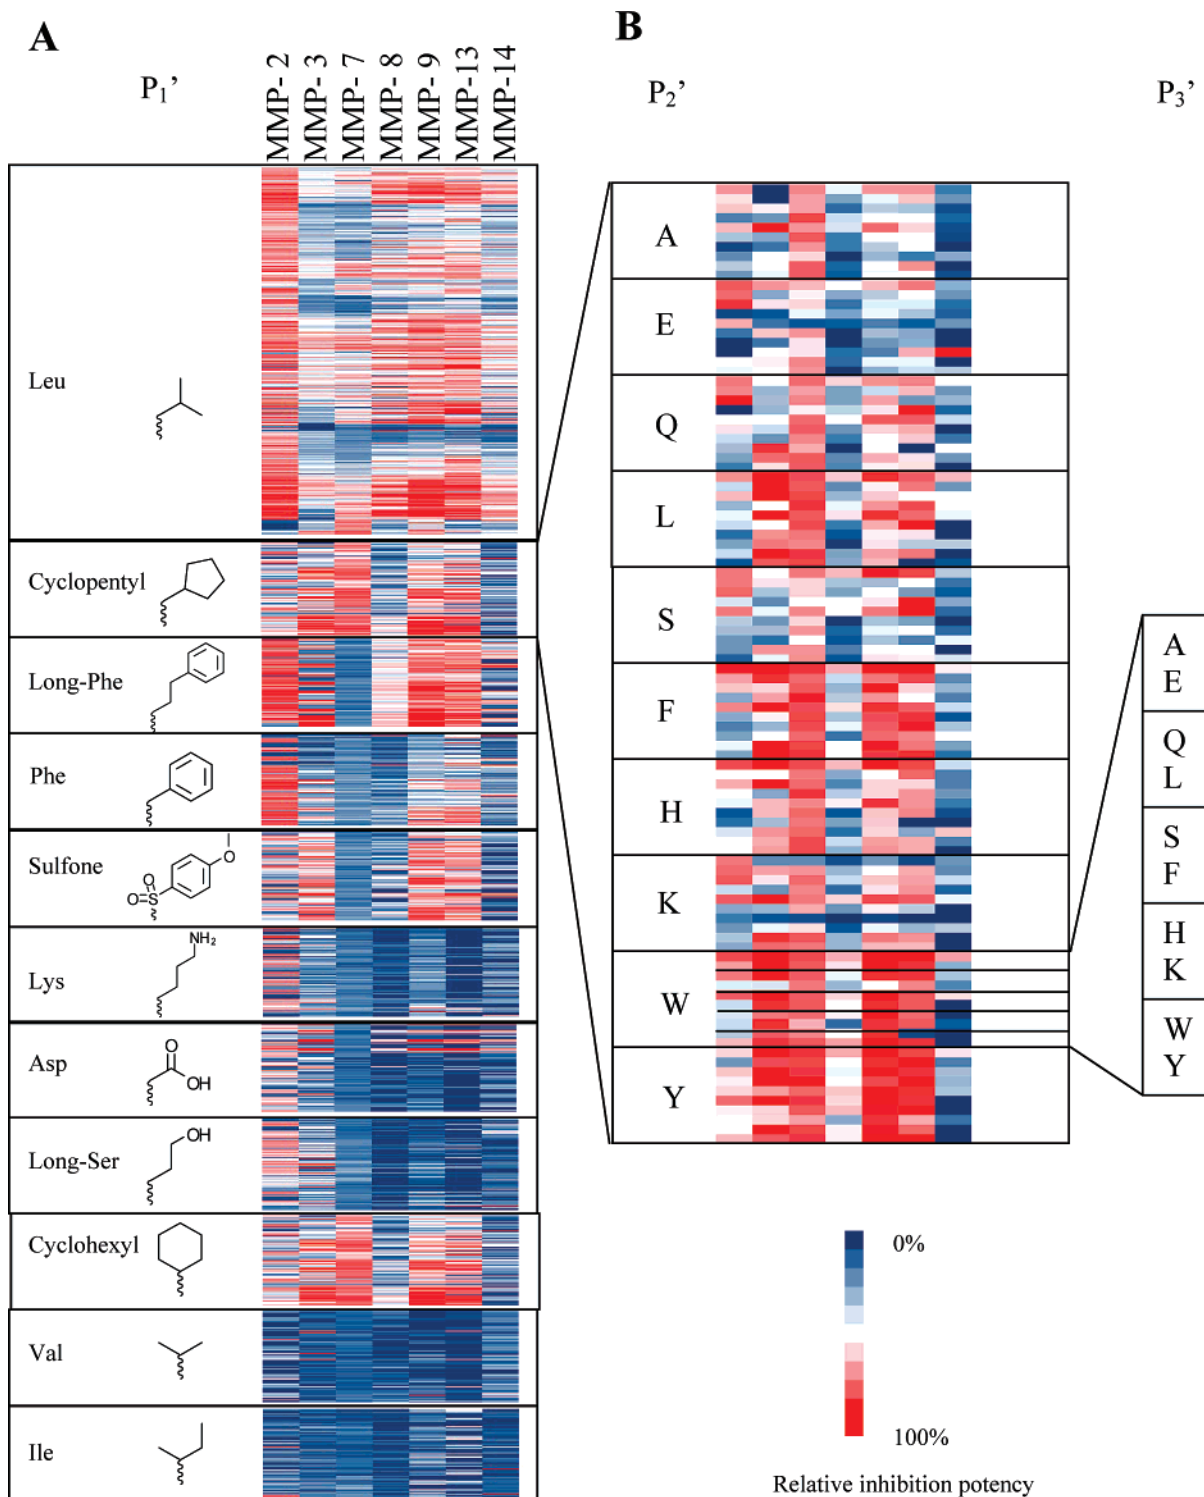 A
B
P1’
MMP- 2
MMP- 3
MMP- 7
MMP- 8
MMP- 9
MMP-13
MMP-14
P2’
P3’
Leu
Cyclopentyl
Long-Phe
Phe
Sulfone
O
O=S
O
Lys
NH2
Asp
O
OH
Long-Ser
OH
Cyclohexyl
Val
Ile
A
E
Q
L
S
F
H
K
W
Y
A
E
Q
L
S
F
H
K
W
Y
0%
100%
Relative inhibition potency